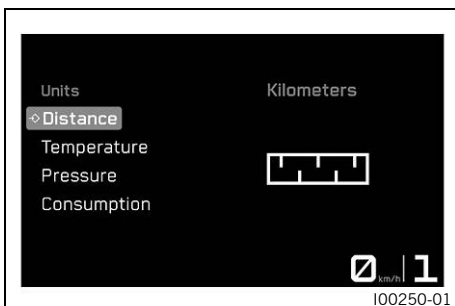 Units
Kilometers
Distance
Temperature
Pressure
Consumption
0 km/h 1
I00250-01